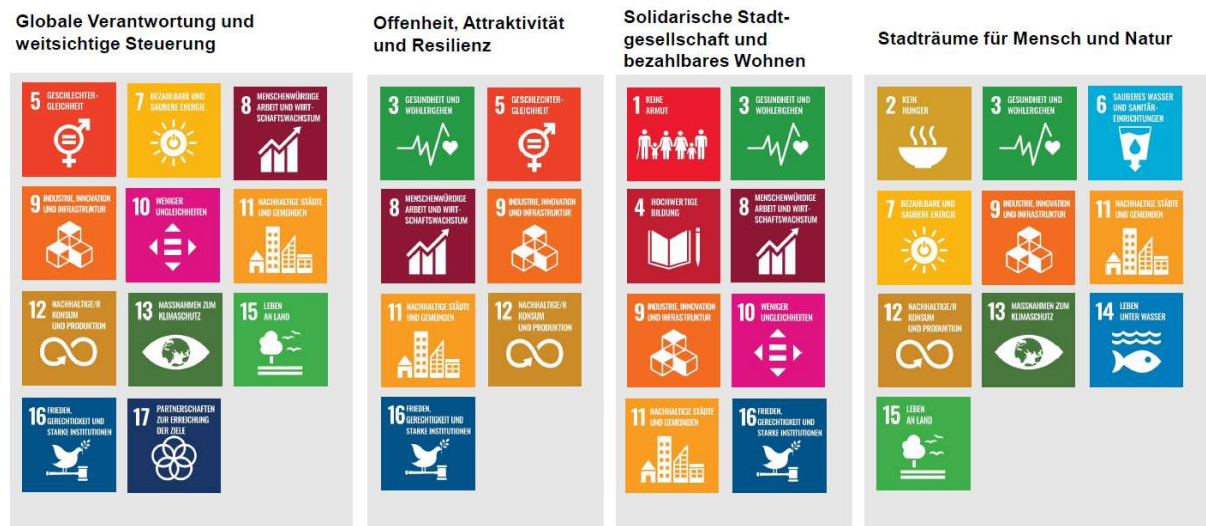 Globale Verantwortung und
weitsichtige Steuerung
5 GESCHLECHTER-
GLEICHHEIT
7 BEZAHLBARE UND
SAUBERE ENERGIE
8 MENSCHENWÜRDIGE
ARBEIT UND WIRT-
SCHAFTSWACHSTUM
9 INDUSTRIE, INNOVATION
UND INFRASTRUKTUR
10 WENIGER
UNGLEICHHEITEN
11 NACHHALTIGE STÄDTE
UND GEMEINDEN
12 NACHHALTIGE/R
KONSUM
UND PRODUKTION
13 MASSNAHMEN ZUM
KLIMASCHUTZ
15 LEBEN
AN LAND
16 FRIEDEN,
GERECHTIGKEIT UND
STARKE INSTITUTIONEN
17 PARTNERSCHAFTEN
ZUR ERREICHUNG
DER ZIELE
Offenheit, Attraktivität
und Resilienz
3 GESUNDHEIT UND
WOHLERGEHEN
5 GESCHLECHTER-
GLEICHHEIT
8 MENSCHENWÜRDIGE
ARBEIT UND WIRT-
SCHAFTSWACHSTUM
9 INDUSTRIE, INNOVATION
UND INFRASTRUKTUR
11 NACHHALTIGE STÄDTE
UND GEMEINDEN
12 NACHHALTIGE/R
KONSUM
UND PRODUKTION
16 FRIEDEN,
GERECHTIGKEIT UND
STARKE INSTITUTIONEN
Solidarische Stadt-
gesellschaft und
bezahlbares Wohnen
1 KEINE
ARMUT
3 GESUNDHEIT UND
WOHLERGEHEN
4 HOCHWERTIGE
BILDUNG
8 MENSCHENWÜRDIGE
ARBEIT UND WIRT-
SCHAFTSWACHSTUM
9 INDUSTRIE, INNOVATION
UND INFRASTRUKTUR
10 WENIGER
UNGLEICHHEITEN
11 NACHHALTIGE STÄDTE
UND GEMEINDEN
16 FRIEDEN,
GERECHTIGKEIT UND
STARKE INSTITUTIONEN
Stadträume für Mensch und Natur
2 KEIN
HUNGER
3 GESUNDHEIT UND
WOHLERGEHEN
6 SAUBERES WASSER
UND SANITÄR-
EINRICHTUNGEN
7 BEZAHLBARE UND
SAUBERE ENERGIE
9 INDUSTRIE, INNOVATION
UND INFRASTRUKTUR
11 NACHHALTIGE STÄDTE
UND GEMEINDEN
12 NACHHALTIGE/R
KONSUM
UND PRODUKTION
13 MASSNAHMEN ZUM
KLIMASCHUTZ
14 LEBEN
UNTER WASSER
15 LEBEN
AN LAND